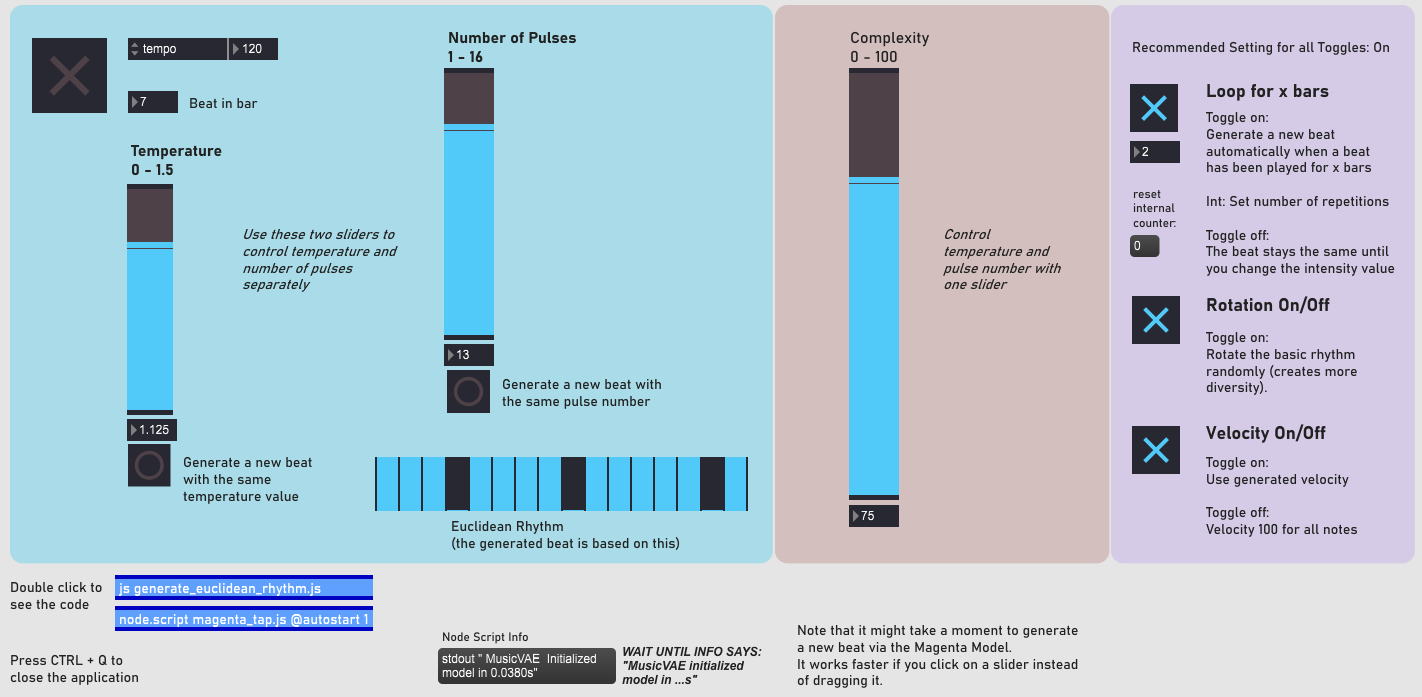 tempo
120
7
Beat in bar
Temperature
0 - 1.5
1.125
Generate a new beat
with the same
temperature value
Use these two sliders to
control temperature and
number of pulses
separately
Number of Pulses
1 - 16
13
Generate a new beat with
the same pulse number
Euclidean Rhythm
(the generated beat is based on this)
Complexity
0 - 100
75
Control
temperature and
pulse number with
one slider
Recommended Setting for all Toggles: On
Loop for x bars
Toggle on:
Generate a new beat
automatically when a beat
has been played for x bars
2
reset
internal
counter:
0
Int: Set number of repetitions
Toggle off:
The beat stays the same until
you change the intensity value
Rotation On/Off
Toggle on:
Rotate the basic rhythm
randomly (creates more
diversity).
Velocity On/Off
Toggle on:
Use generated velocity
Toggle off:
Velocity 100 for all notes
Double click to
see the code
js generate_euclidean_rhythm.js
node.script magenta_tap.js @autostart 1
Press CTRL + Q to
close the application
Node Script Info
stdout " MusicVAE  Initialized
model in 0.0380s"
WAIT UNTIL INFO SAYS:
"MusicVAE initialized
model in ...s"
Note that it might take a moment to generate
a new beat via the Magenta Model.
It works faster if you click on a slider instead
of dragging it.